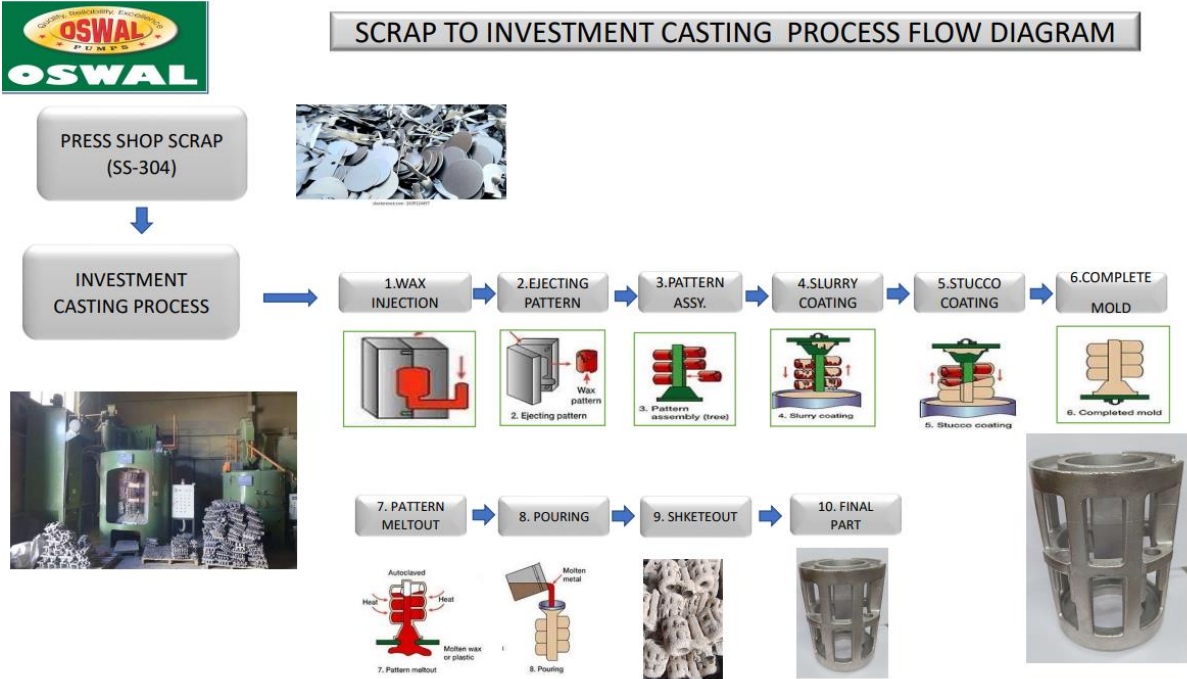 Quality, Reliability, Excellence
OSWAL
PUMPS
OSWAL
SCRAP TO INVESTMENT CASTING PROCESS FLOW DIAGRAM
PRESS SHOP SCRAP
(SS-304)
INVESTMENT
CASTING PROCESS
1.WAX
INJECTION
2.EJECTING
PATTERN
3.PATTERN
ASSY.
4.SLURRY
COATING
5.STUCCO
COATING
6.COMPLETE
MOLD
Wax
pattern
2. Ejecting pattern
3. Pattern
assembly (tree)
4. Slurry coating
5. Stucco coating
6. Completed mold
7. PATTERN
MELTOUT
8. POURING
9. SHKETEOUT
10. FINAL
PART
Autoclaved
Heat
Heat
Molten wax
or plastic
7. Pattern meltout
Molten
metal
8. Pouring